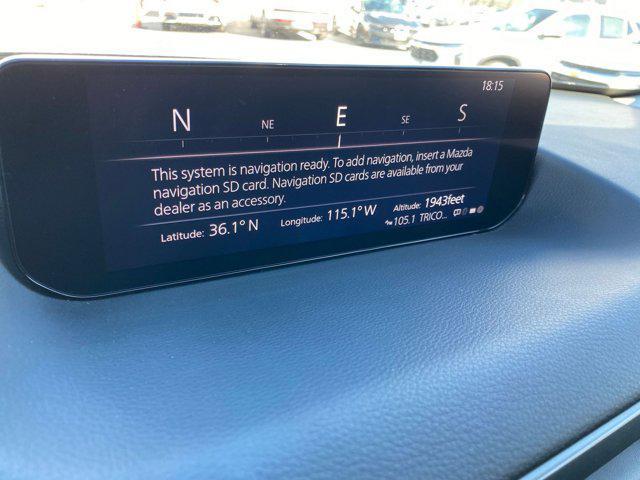 18:15
N NE E SE S
This system is navigation ready. To add navigation, insert a Mazda
navigation SD card. Navigation SD cards are available from your
dealer as an accessory.
Latitude: 36.1° N Longitude: 115.1° W Altitude: 1943feet
105.1 TRICO...